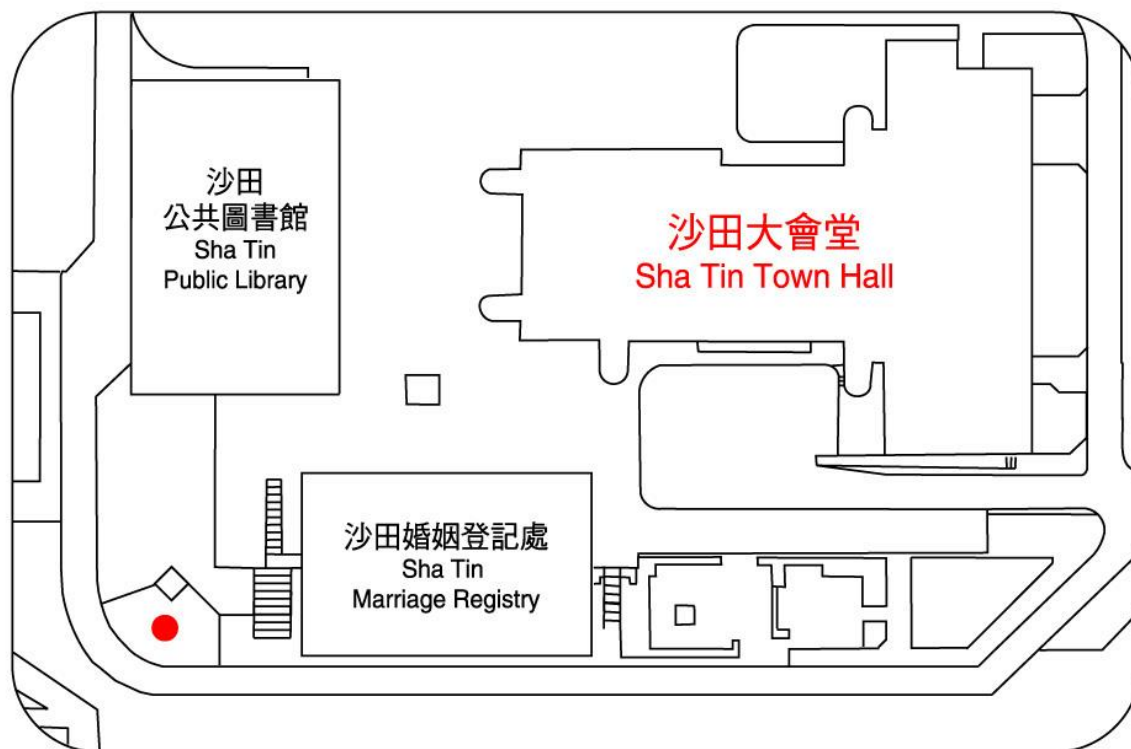 沙田
公共圖書館
Sha Tin
Public Library
沙田大會堂
Sha Tin Town Hall
沙田婚姻登記處
Sha Tin
Marriage Registry